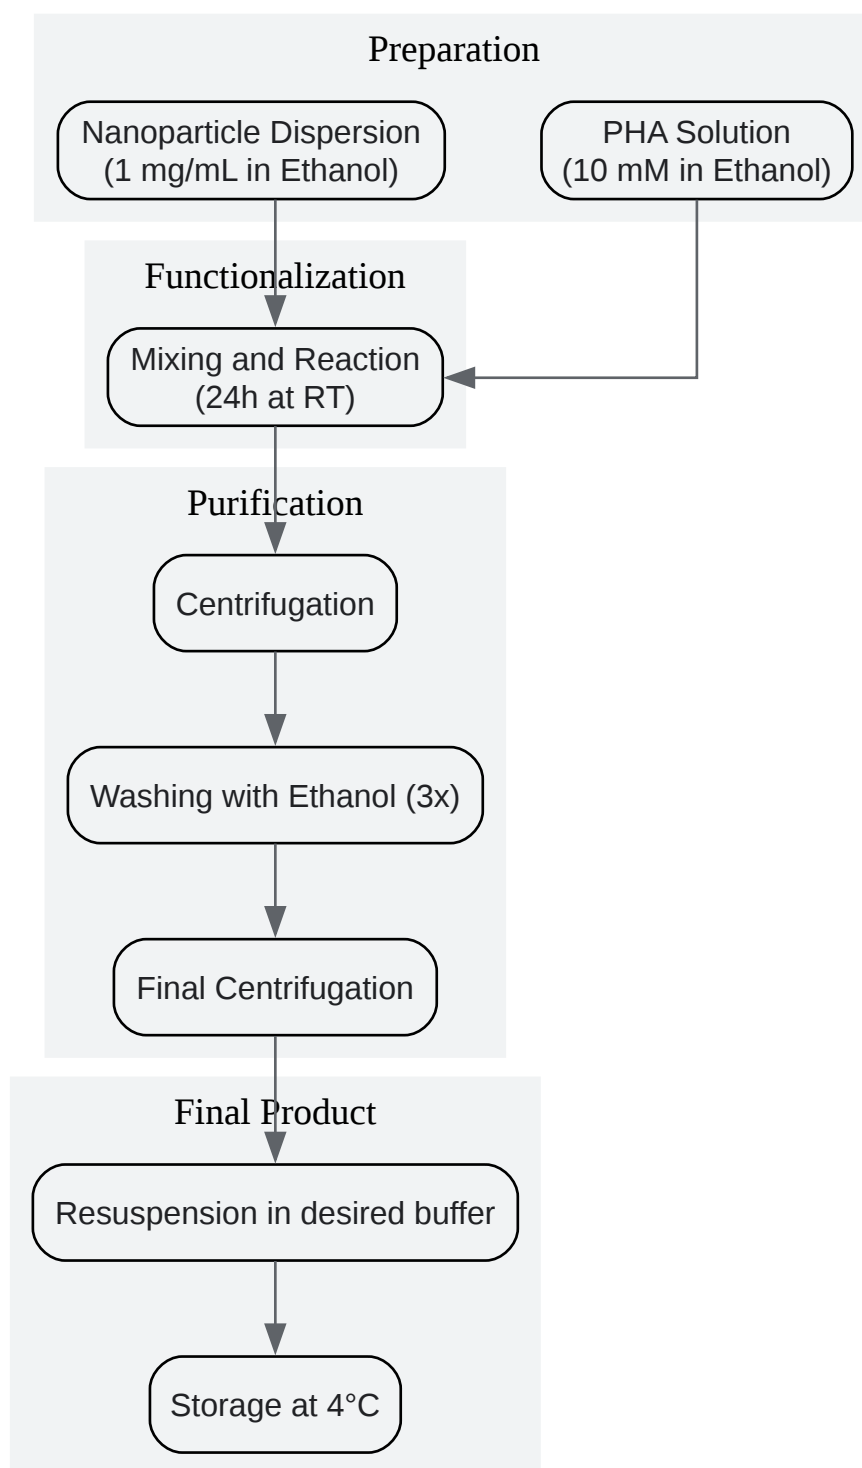 Preparation
Nanoparticle Dispersion
(1 mg/mL in Ethanol)
PHA Solution
(10 mM in Ethanol)
Functionalization
Mixing and Reaction
(24h at RT)
Purification
Centrifugation
Washing with Ethanol (3x)
Final Centrifugation
Final Product
Resuspension in desired buffer
Storage at 4°C